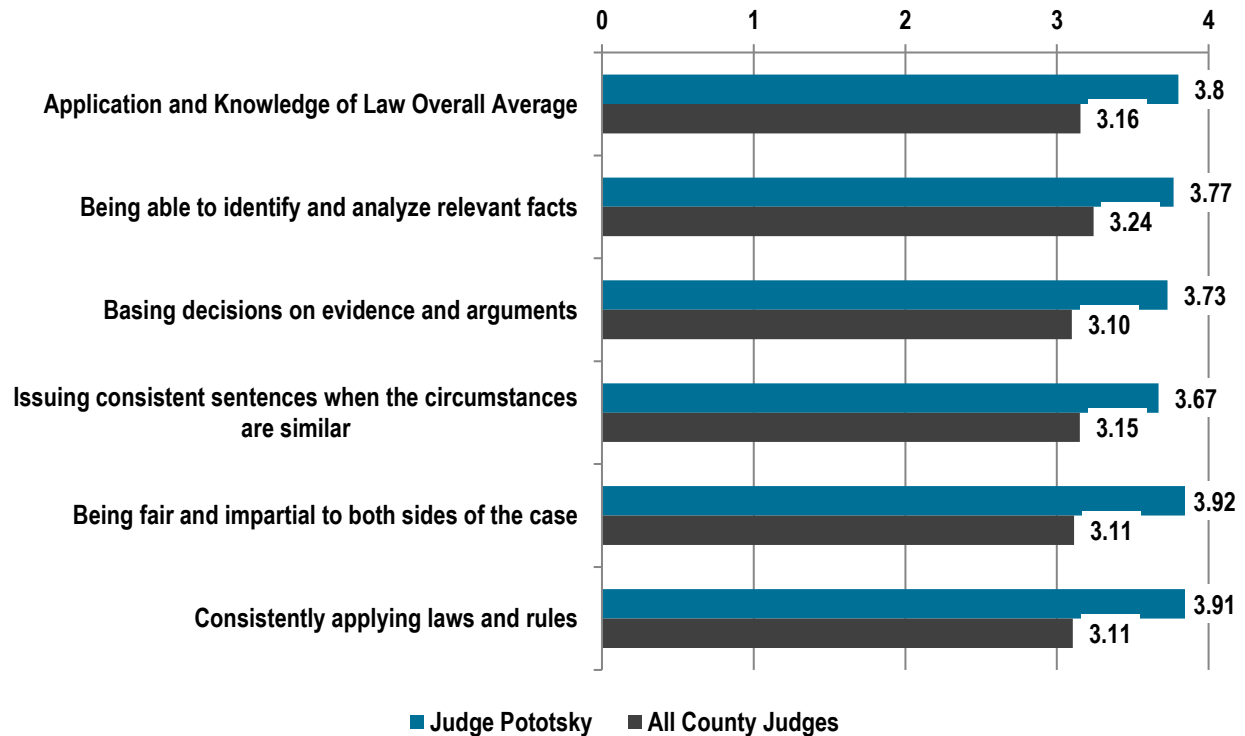 0 1 2 3 4
Application and Knowledge of Law Overall Average
3.8
3.16
Being able to identify and analyze relevant facts
3.77
3.24
Basing decisions on evidence and arguments
3.73
3.10
Issuing consistent sentences when the circumstances
are similar
3.67
3.15
Being fair and impartial to both sides of the case
3.92
3.11
Consistently applying laws and rules
3.91
3.11
Judge Pototsky All County Judges